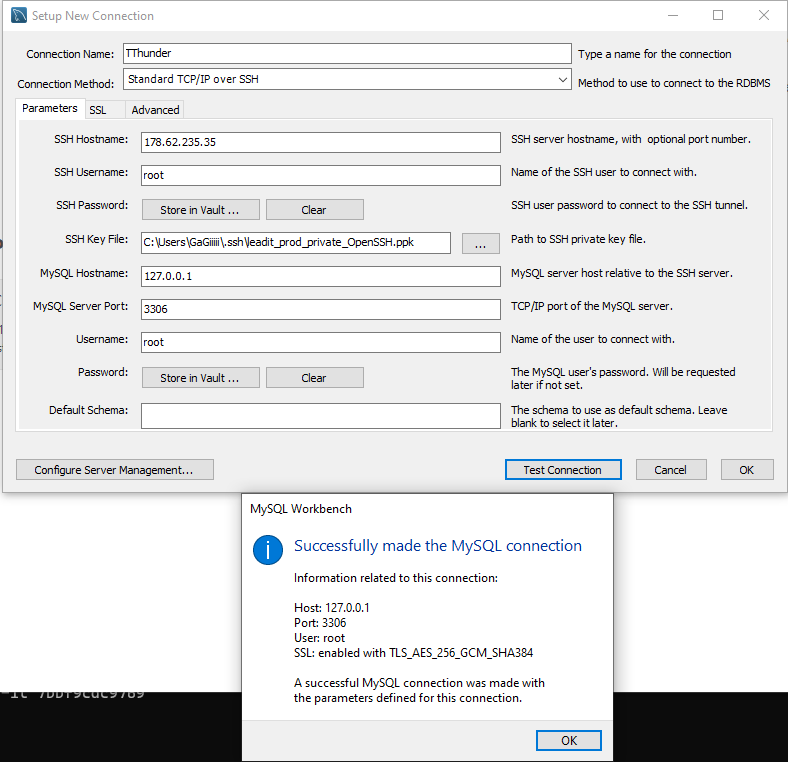 Setup New Connection
Connection Name: TThunder Type a name for the connection
Connection Method: Standard TCP/IP over SSH Method to use to connect to the RDBMS
Parameters SSL Advanced
SSH Hostname: 178.62.235.35 SSH server hostname, with optional port number.
SSH Username: root Name of the SSH user to connect with.
SSH Password: Store in Vault ... Clear SSH user password to connect to the SSH tunnel.
SSH Key File: C:\Users\GaGiiiii\.ssh\leadit_prod_private_OpenSSH.ppk ... Path to SSH private key file.
MySQL Hostname: 127.0.0.1 MySQL server host relative to the SSH server.
MySQL Server Port: 3306 TCP/IP port of the MySQL server.
Username: root Name of the user to connect with.
Password: Store in Vault ... Clear The MySQL user's password. Will be requested
later if not set.
Default Schema: The schema to use as default schema. Leave
blank to select it later.
Configure Server Management... Test Connection Cancel OK
MySQL Workbench
Successfully made the MySQL connection
Information related to this connection:
Host: 127.0.0.1
Port: 3306
User: root
SSL: enabled with TLS_AES_256_GCM_SHA384
A successful MySQL connection was made with
the parameters defined for this connection.
OK